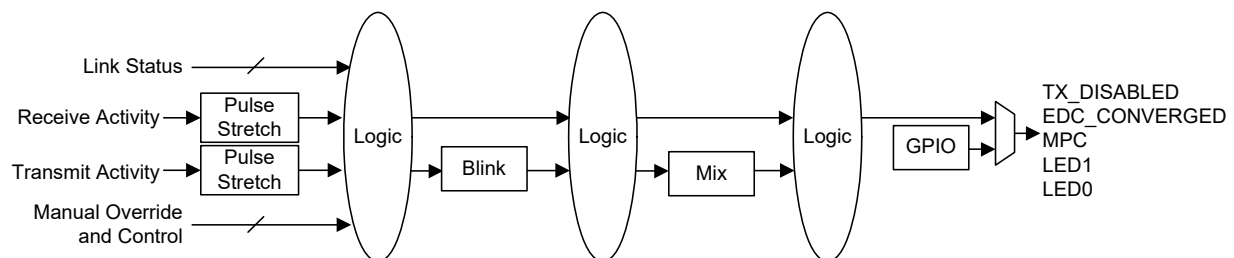 Link Status
Receive Activity
Pulse
Stretch
Transmit Activity
Pulse
Stretch
Manual Override
and Control
Logic
Blink
Logic
Mix
Logic
GPIO
TX_DISABLED
EDC_CONVERGED
MPC
LED1
LED0